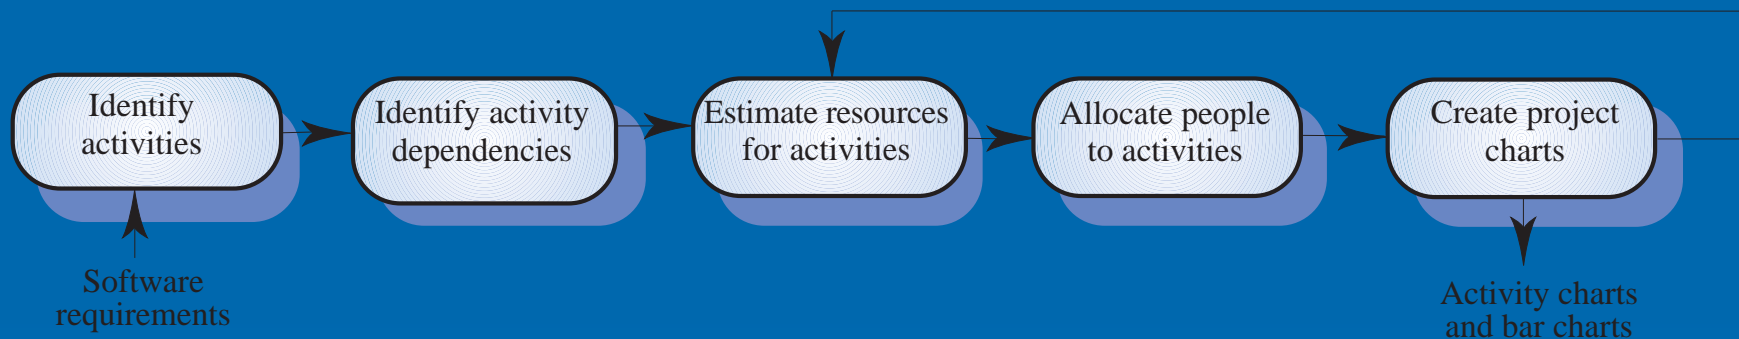 Identify
activities
Identify activity
dependencies
Estimate resources
for activities
Allocate people
to activities
Create project
charts
Software
requirements
Activity charts
and bar charts